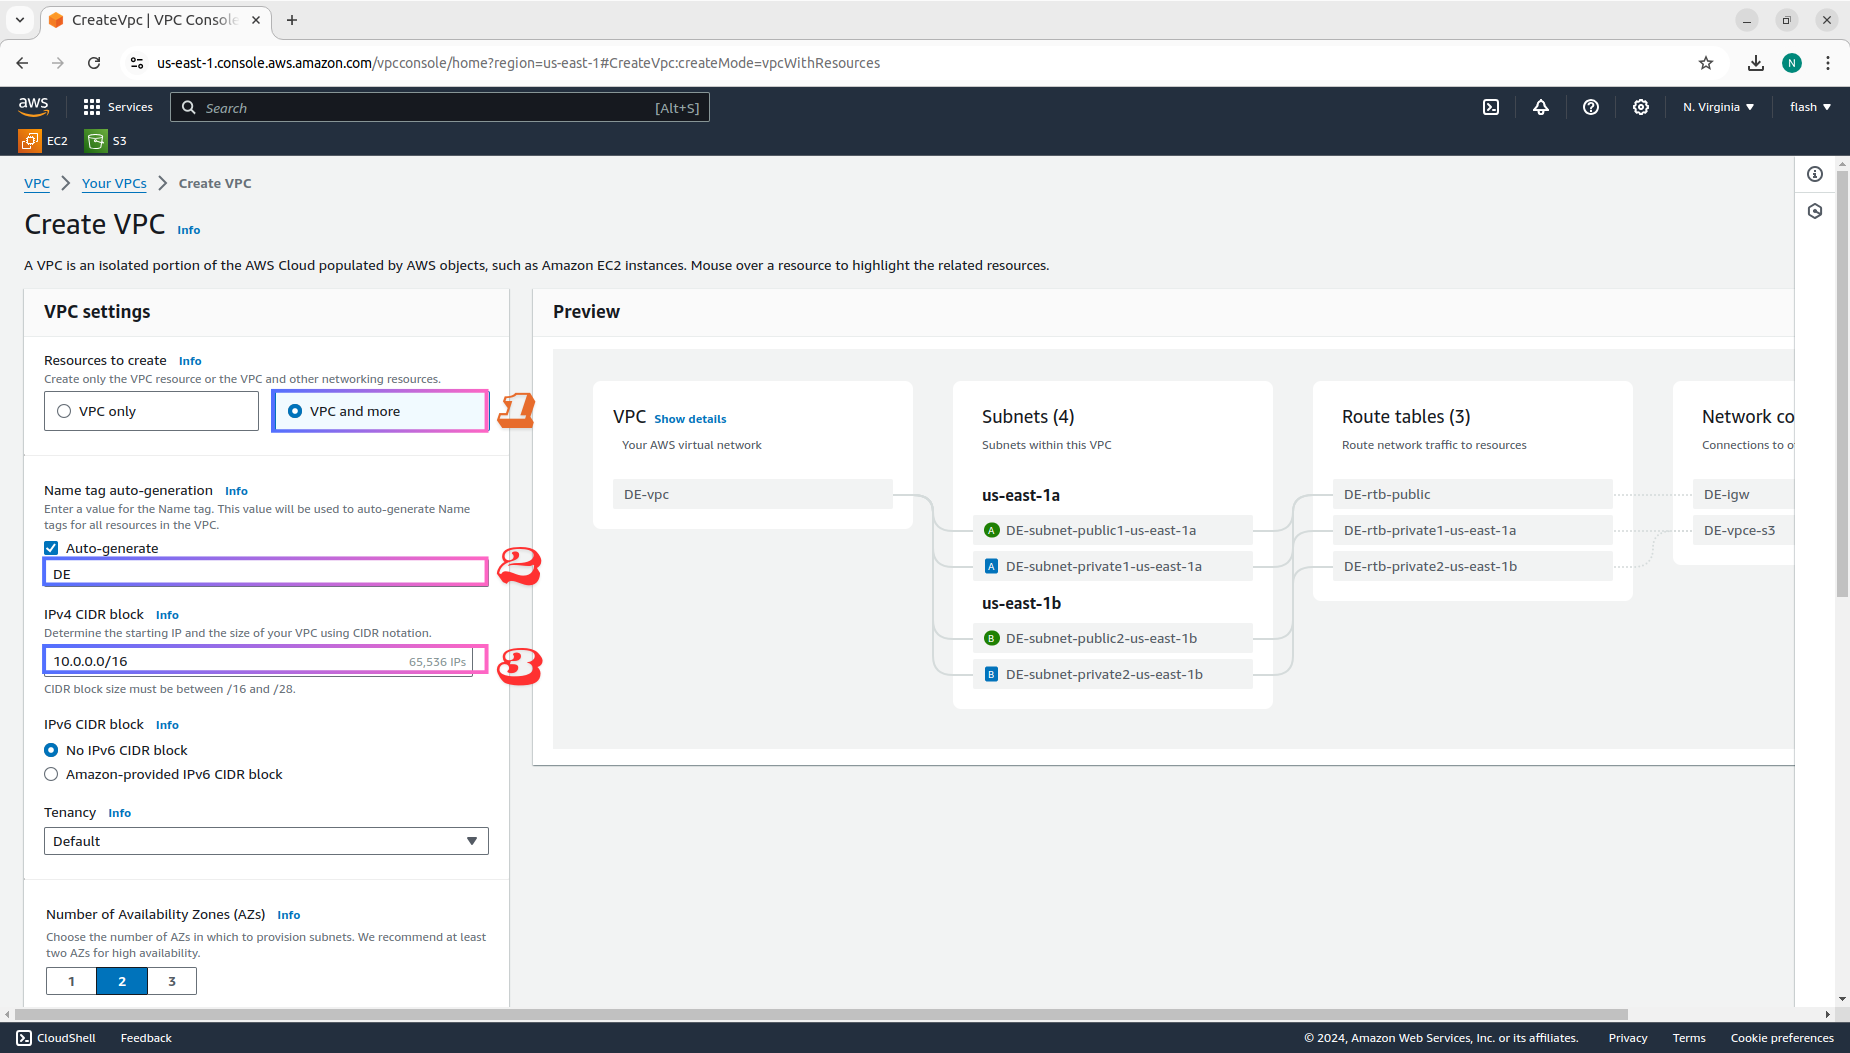 CreateVpc | VPC Console
us-east-1.console.aws.amazon.com/vpcconsole/home?region=us-east-1#CreateVpc:createMode=vpcWithResources
N
aws
Services
Search
[Alt+S]
N. Virginia
flash
EC2
S3
VPC
Your VPCs
Create VPC
Create VPC Info
A VPC is an isolated portion of the AWS Cloud populated by AWS objects, such as Amazon EC2 instances. Mouse over a resource to highlight the related resources.
VPC settings
Resources to create Info
Create only the VPC resource or the VPC and other networking resources.
VPC only
VPC and more
1
Name tag auto-generation Info
Enter a value for the Name tag. This value will be used to auto-generate Name
tags for all resources in the VPC.
Auto-generate
DE
2
IPv4 CIDR block Info
Determine the starting IP and the size of your VPC using CIDR notation.
10.0.0.0/16
65,536 IPs
3
CIDR block size must be between /16 and /28.
IPv6 CIDR block Info
No IPv6 CIDR block
Amazon-provided IPv6 CIDR block
Tenancy Info
Default
Number of Availability Zones (AZs) Info
Choose the number of AZs in which to provision subnets. We recommend at least
two AZs for high availability.
1
2
3
Preview
VPC Show details
Your AWS virtual network
DE-vpc
Subnets (4)
Subnets within this VPC
us-east-1a
A DE-subnet-public1-us-east-1a
A DE-subnet-private1-us-east-1a
us-east-1b
B DE-subnet-public2-us-east-1b
B DE-subnet-private2-us-east-1b
Route tables (3)
Route network traffic to resources
DE-rtb-public
DE-rtb-private1-us-east-1a
DE-rtb-private2-us-east-1b
Network co
Connections to o
DE-igw
DE-vpce-s3
CloudShell
Feedback
© 2024, Amazon Web Services, Inc. or its affiliates.
Privacy
Terms
Cookie preferences